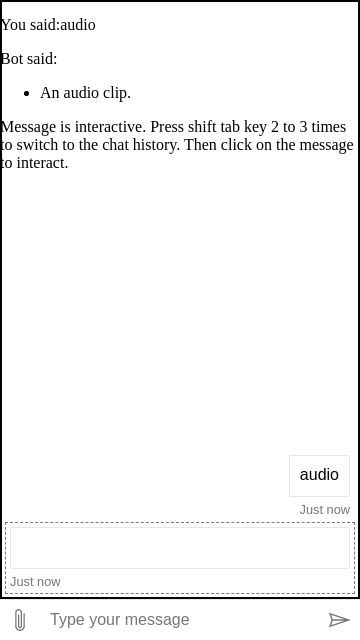 You said:audio
Bot said:
• An audio clip.
Message is interactive. Press shift tab key 2 to 3 times
to switch to the chat history. Then click on the message
to interact.
audio
Just now
Just now
Type your message